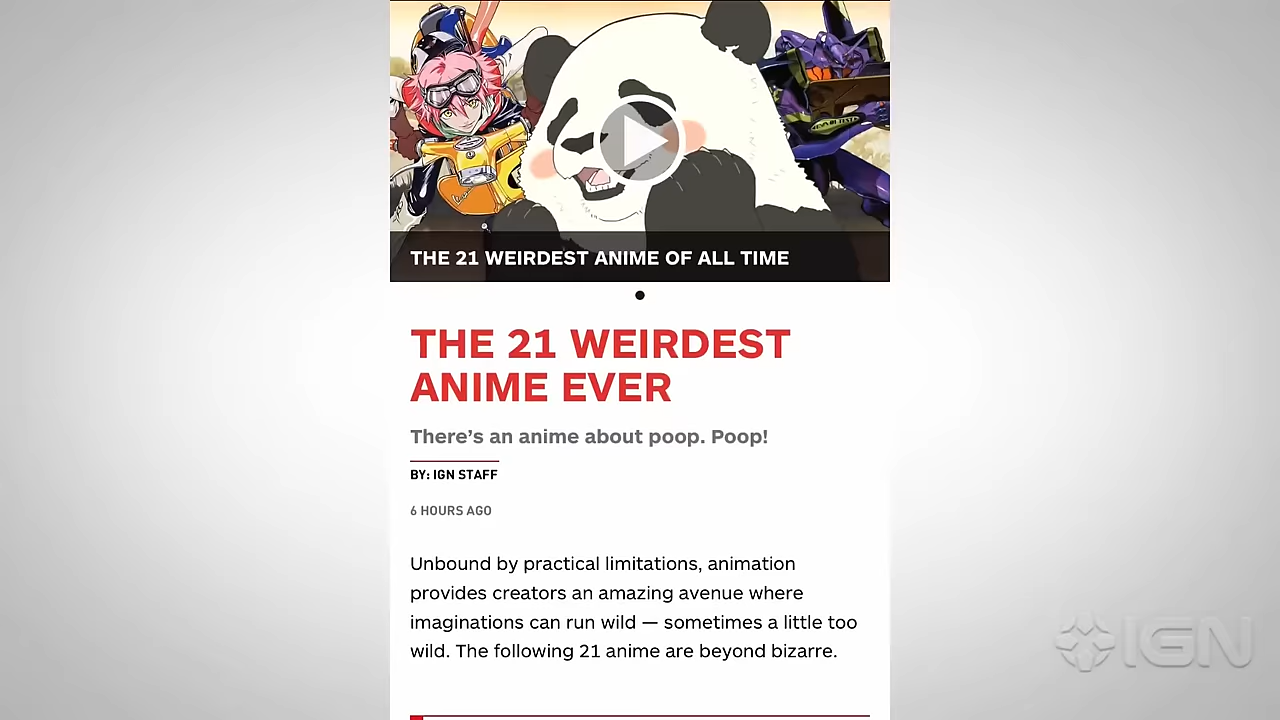 THE 21 WEIRDEST ANIME OF ALL TIME
THE 21 WEIRDEST
ANIME EVER
There's an anime about poop. Poop!
BY: IGN STAFF
6 HOURS AGO
Unbound by practical limitations, animation
provides creators an amazing avenue where
imaginations can run wild — sometimes a little too
wild. The following 21 anime are beyond bizarre.
IGN